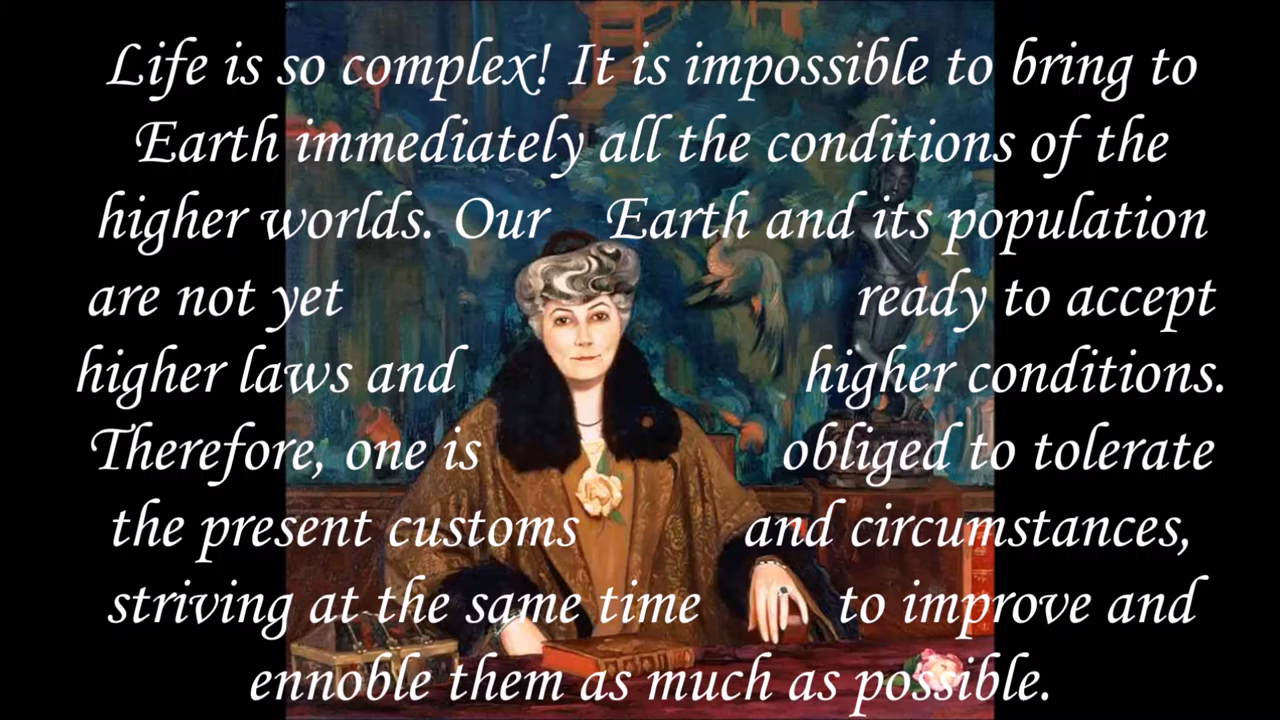 Life is so complex! It is impossible to bring to
Earth immediately all the conditions of the
higher worlds. Our Earth and its population
are not yet ready to accept
higher laws and higher conditions.
Therefore, one is obliged to tolerate
the present customs and circumstances,
striving at the same time to improve and
ennoble them as much as possible.